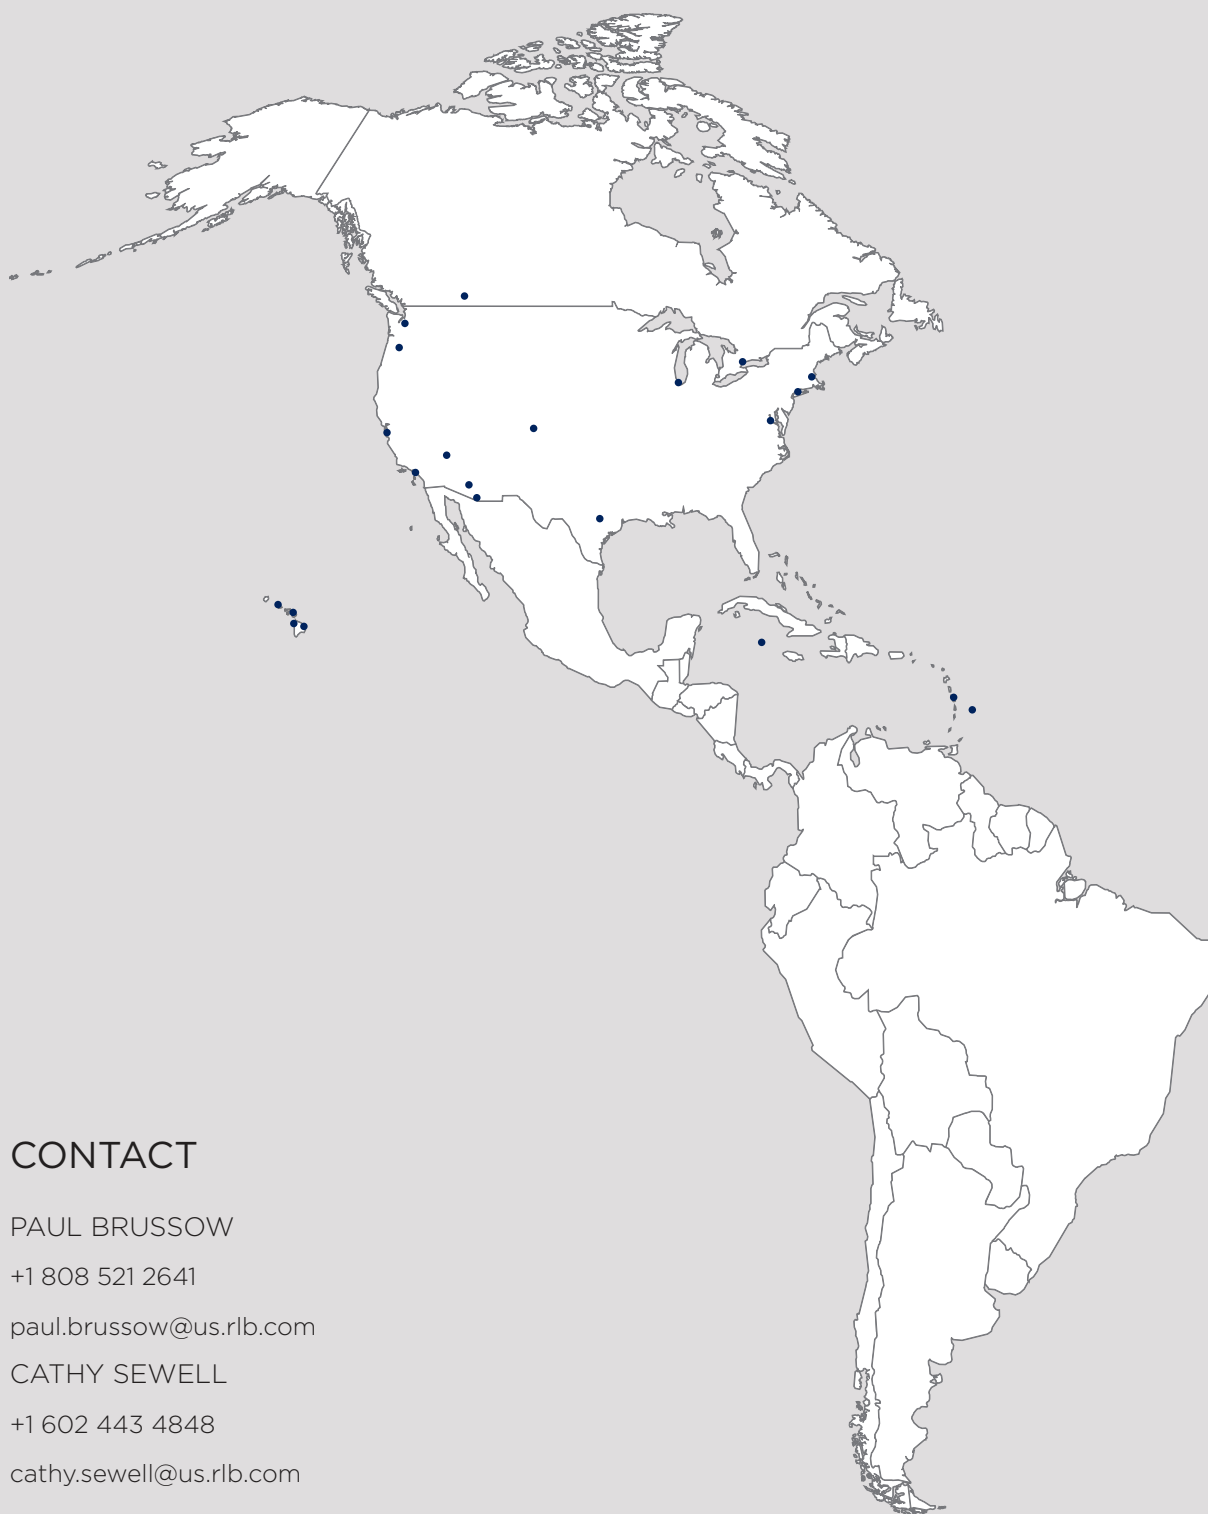 CONTACT
PAUL BRUSSOW
+1 808 521 2641
paul.brussow@us.rlb.com
CATHY SEWELL
+1 602 443 4848
cathy.sewell@us.rlb.com